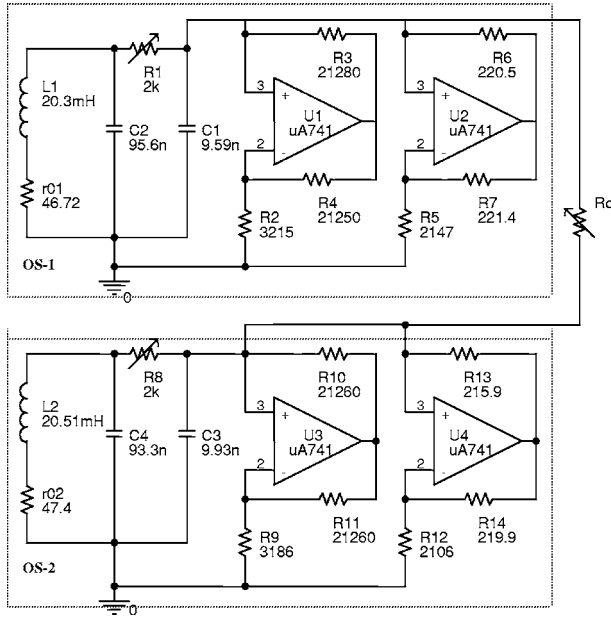 L1
20.3mH
r01
46.72
R1
2k
C2
95.6n
C1
9.59n
3
+
2
-
U1
uA741
R3
21280
R4
21250
R2
3215
3
+
2
-
U2
uA741
R6
220.5
R7
221.4
R5
2147
Rc
OS-1
0
L2
20.51mH
r02
47.4
R8
2k
C4
93.3n
C3
9.93n
3
+
2
-
U3
uA741
R10
21260
R11
21260
R9
3186
3
+
2
-
U4
uA741
R13
215.9
R14
219.9
R12
2106
OS-2
0